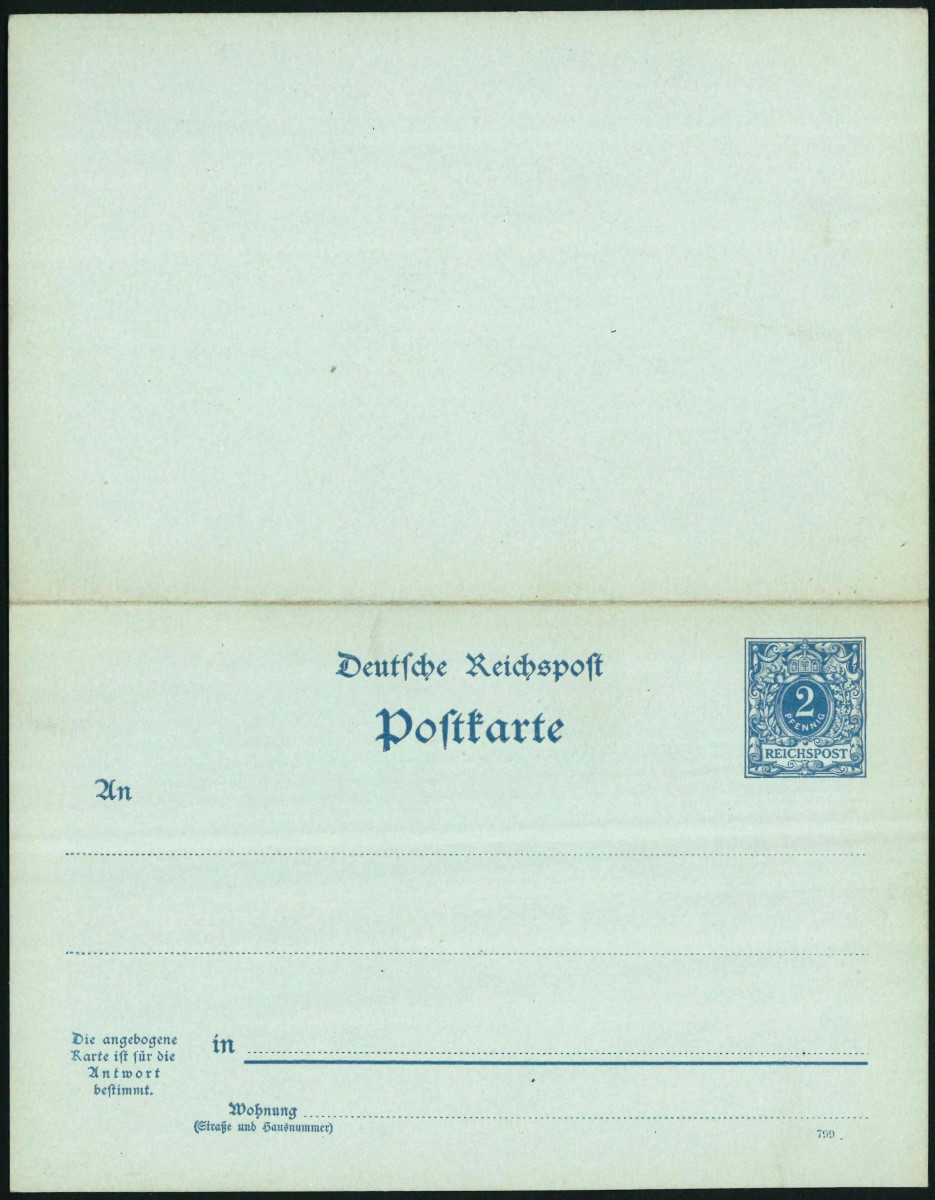 Deutsche Reichspost
Postkarte
2
PFENNIG
REICHSPOST
An
Die angebogene
Karte ist für die
Antwort
bestimmt.
in
Wohnung
(Straße und Hausnummer)
799